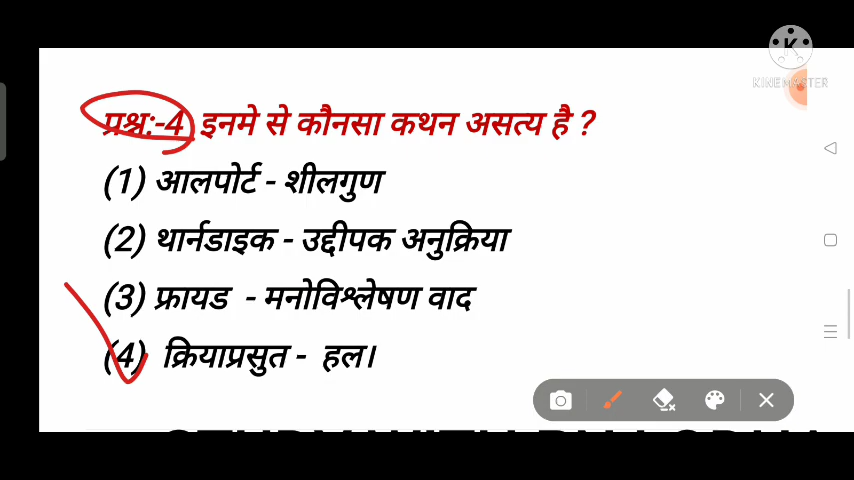 KINEMASTER
प्रश्न:-4 इनमे से कौनसा कथन असत्य है ?
(1) आलपोर्ट - शीलगुण
(2) थार्नडाइक - उद्दीपक अनुक्रिया
(3) फ्रायड - मनोविश्लेषण वाद
(4) क्रियाप्रसुत - हल।